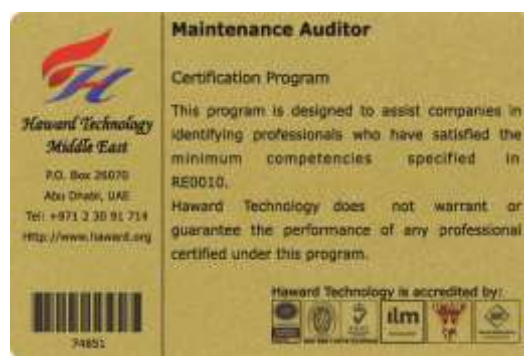 Haward Technology
Middle East
P.O. Box 26070
Abu Dhabi, UAE
Tel: +971 2 30 91 714
Http://www.haward.org
74851
Maintenance Auditor
Certification Program
This program is designed to assist companies in
identifying professionals who have satisfied the
minimum competencies specified in
RE0010.
Haward Technology does not warrant or
guarantee the performance of any professional
certified under this program.
Haward Technology is accredited by:
ilm